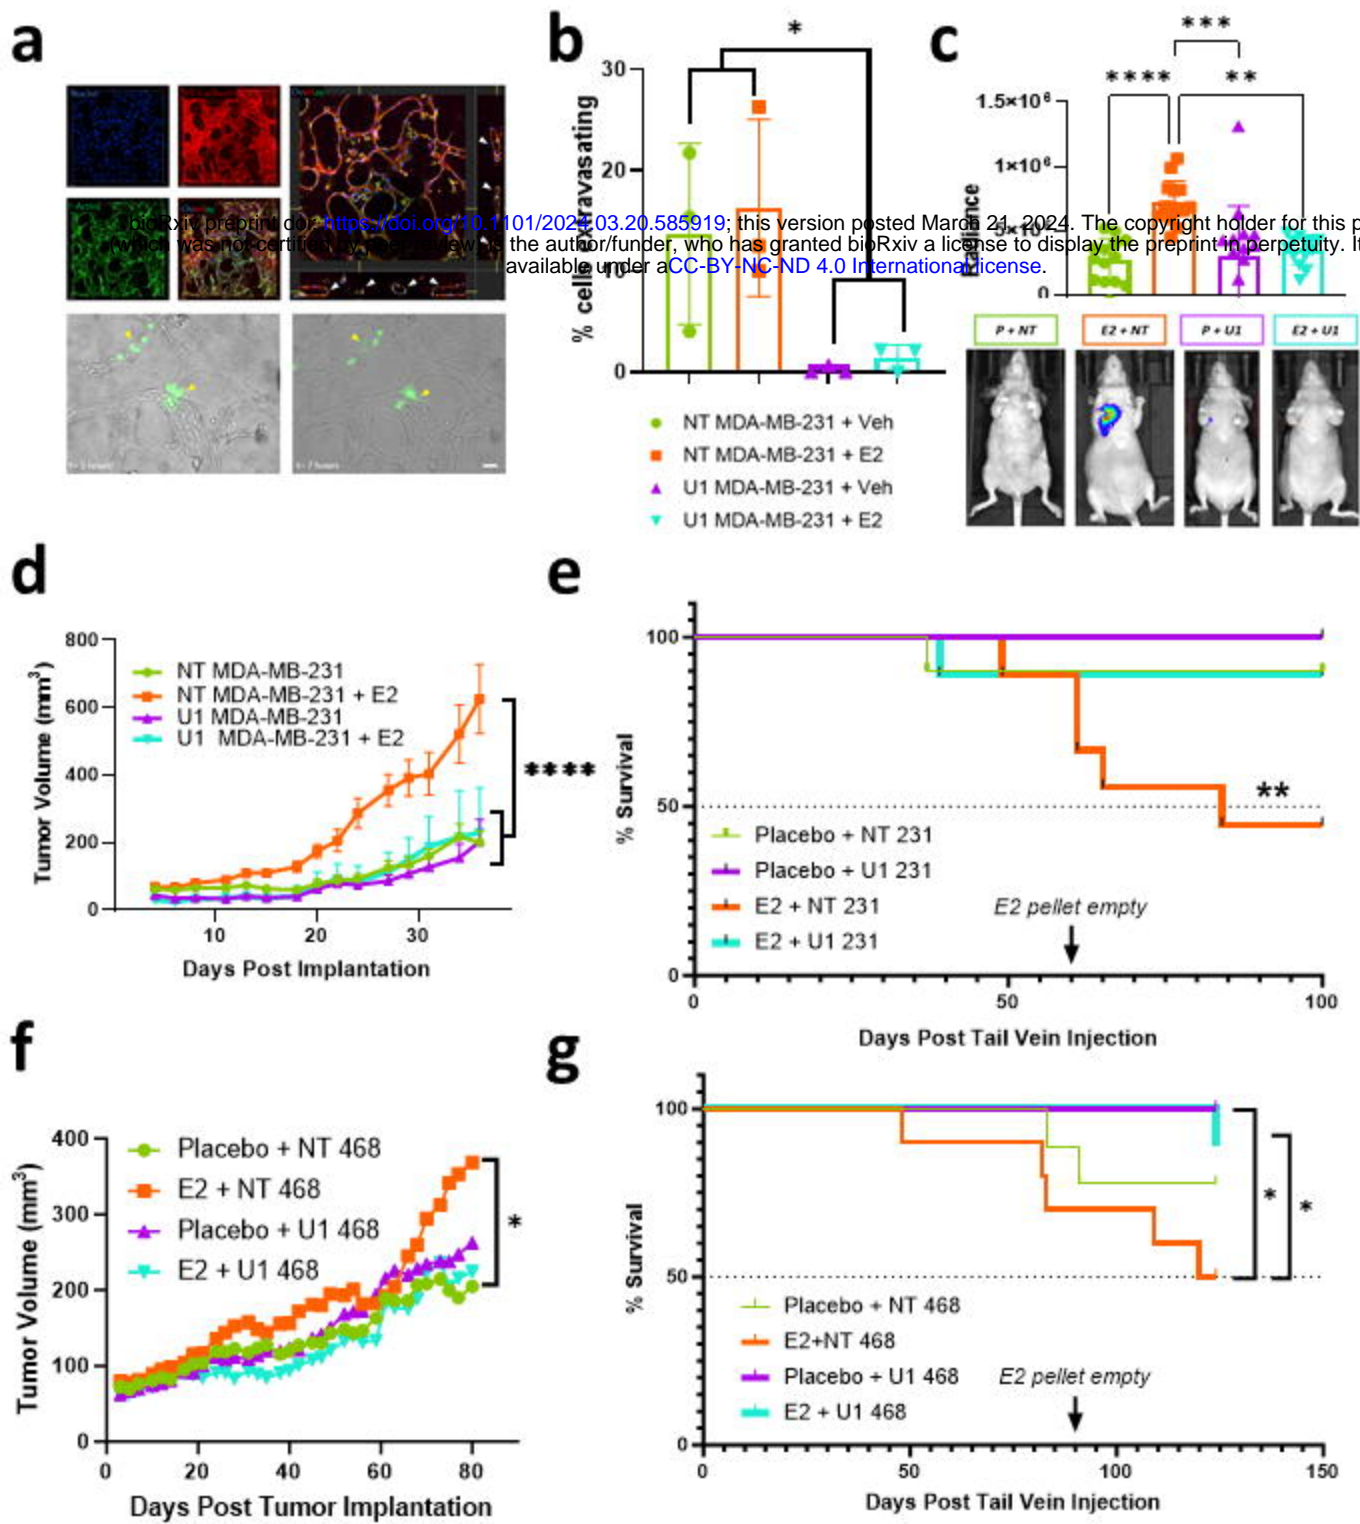 a
b
c
Nuclei
Overlay
Overlay
t= 5 hours
t= 7 hours
bioRxiv preprint doi: https://doi.org/10.1101/2024.03.20.585919; this version posted March 21, 2024. The copyright holder for this p
(which was not certified by peer review) is the author/funder, who has granted bioRxiv a license to display the preprint in perpetuity. It
available under aCC-BY-NC-ND 4.0 International license.
% cells extravasating
30
20
10
0
*
NT MDA-MB-231 + Veh
NT MDA-MB-231 + E2
U1 MDA-MB-231 + Veh
U1 MDA-MB-231 + E2
***
**** **
Radiance
1.5×10⁶
1×10⁶
5×10⁵
0
P + NT E2 + NT P + U1 E2 + U1
d
Tumor Volume (mm³)
800
600
400
200
0
NT MDA-MB-231
NT MDA-MB-231 + E2
U1 MDA-MB-231
U1 MDA-MB-231 + E2
****
10 20 30
Days Post Implantation
e
% Survival
100
50
0
**
Placebo + NT 231
Placebo + U1 231
E2 + NT 231
E2 + U1 231
E2 pellet empty
0 50 100
Days Post Tail Vein Injection
f
Tumor Volume (mm³)
400
300
200
100
0
Placebo + NT 468
E2 + NT 468
Placebo + U1 468
E2 + U1 468
*
0 20 40 60 80
Days Post Tumor Implantation
g
% Survival
100
50
0
* *
Placebo + NT 468
E2+NT 468
Placebo + U1 468
E2 + U1 468
E2 pellet empty
0 50 100 150
Days Post Tail Vein Injection